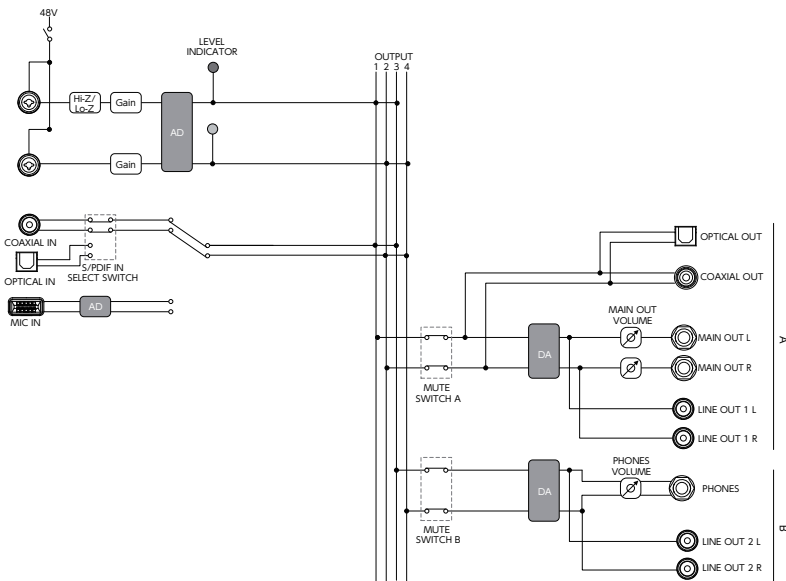 48V
LEVEL
INDICATOR
OUTPUT
1 2 3 4
Hi-Z/
Lo-Z
Gain
AD
Gain
COAXIAL IN
OPTICAL IN
S/PDIF IN
SELECT SWITCH
MIC IN
AD
OPTICAL OUT
COAXIAL OUT
MAIN OUT
VOLUME
MAIN OUT L
MAIN OUT R
DA
MUTE
SWITCH A
LINE OUT 1 L
LINE OUT 1 R
A
PHONES
VOLUME
PHONES
DA
MUTE
SWITCH B
LINE OUT 2 L
LINE OUT 2 R
B